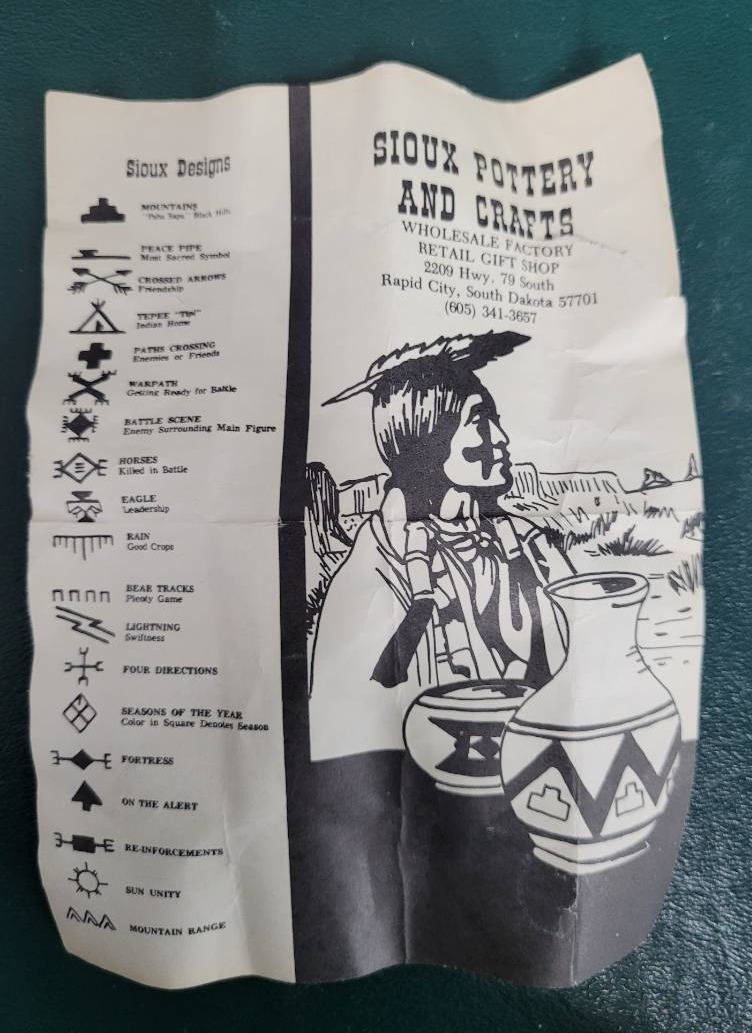 Sioux Designs
MOUNTAINS
"Paha Sapa" Black Hills
PEACE PIPE
Most Sacred Symbol
CROSSED ARROWS
Friendship
TEPEE "Tipi"
Indian Home
PATHS CROSSING
Enemies or Friends
WARPATH
Getting Ready for Battle
BATTLE SCENE
Enemy Surrounding Main Figure
HORSES
Killed in Battle
EAGLE
Leadership
RAIN
Good Crops
BEAR TRACKS
Plenty Game
LIGHTNING
Swiftness
FOUR DIRECTIONS
SEASONS OF THE YEAR
Color in Square Denotes Season
FORTRESS
ON THE ALERT
RE-INFORCEMENTS
SUN UNITY
MOUNTAIN RANGE
SIOUX POTTERY
AND CRAFTS
WHOLESALE FACTORY
RETAIL GIFT SHOP
2209 Hwy. 79 South
Rapid City, South Dakota 57701
(605) 341-3657